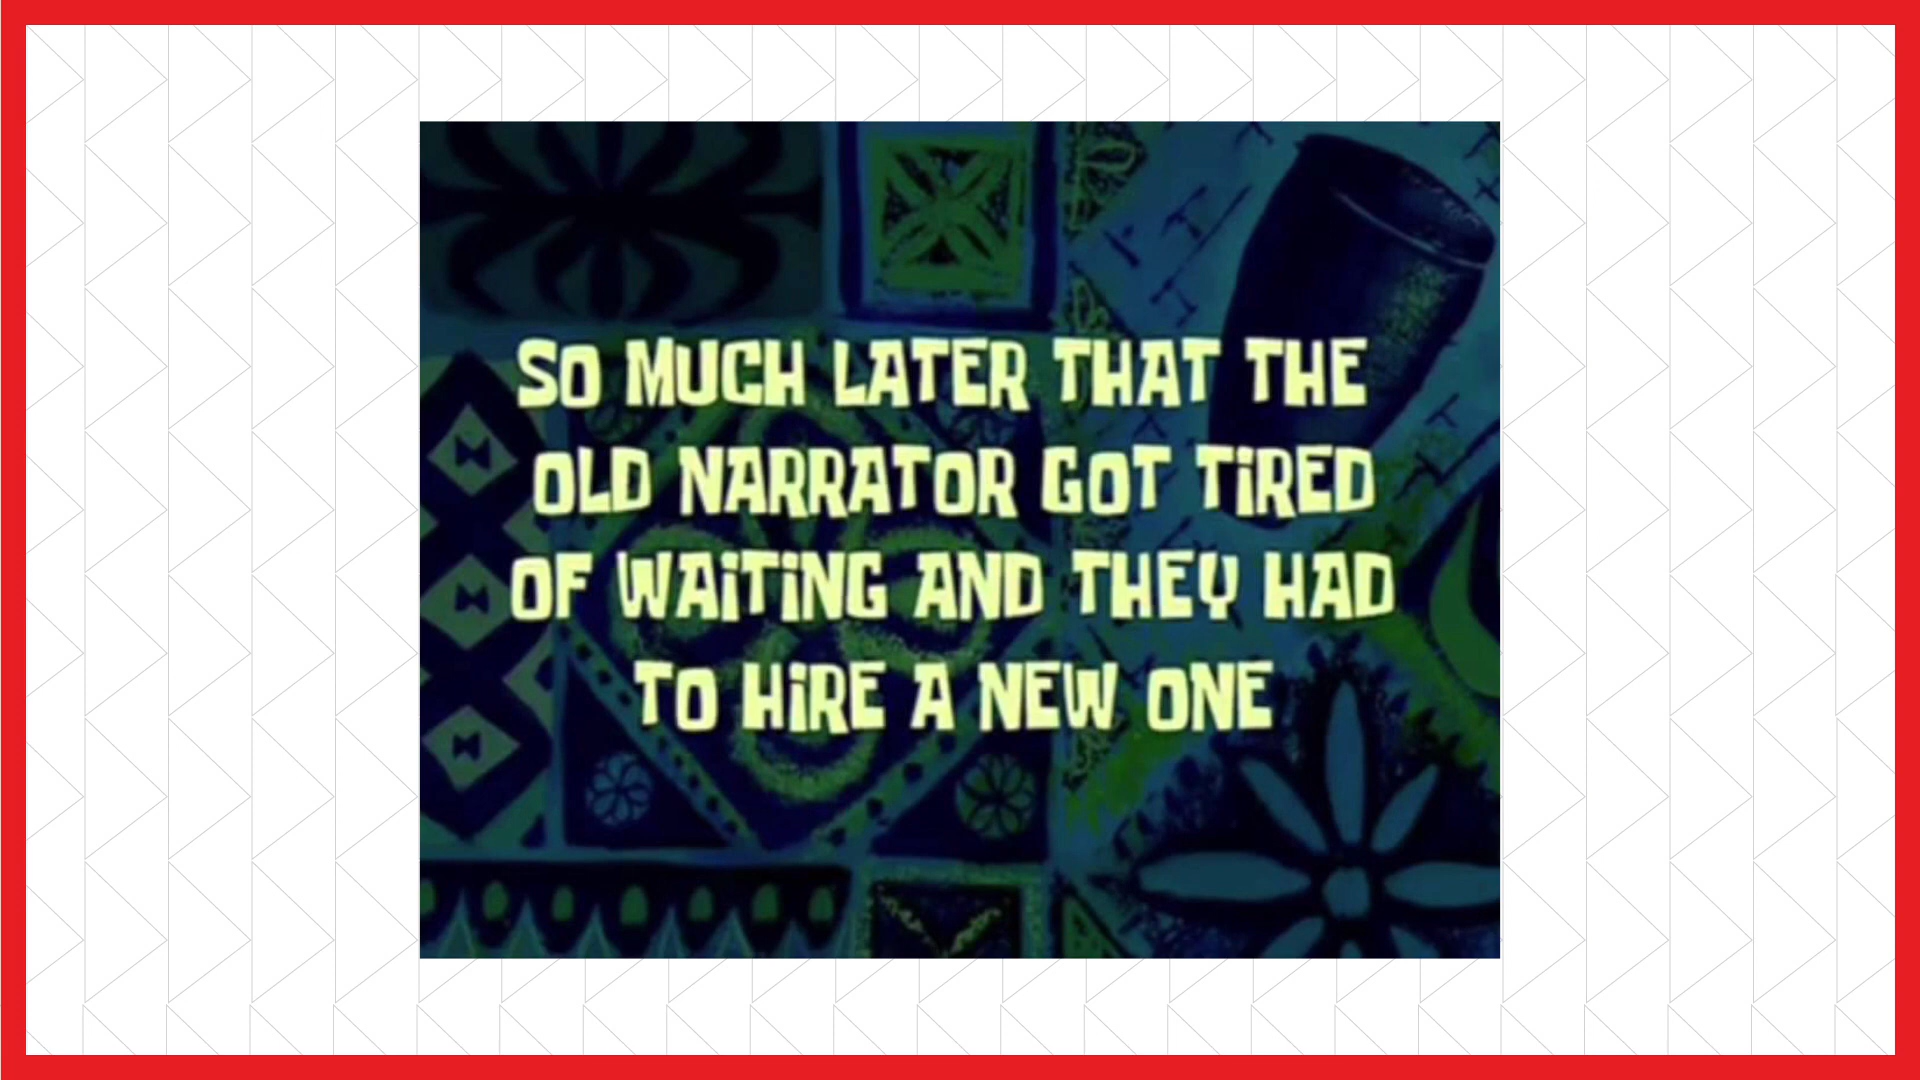 SO MUCH LATER THAT THE
OLD NARRATOR GOT TiRED
OF WAiTiNG AND THEY HAD
TO HiRE A NEW ONE